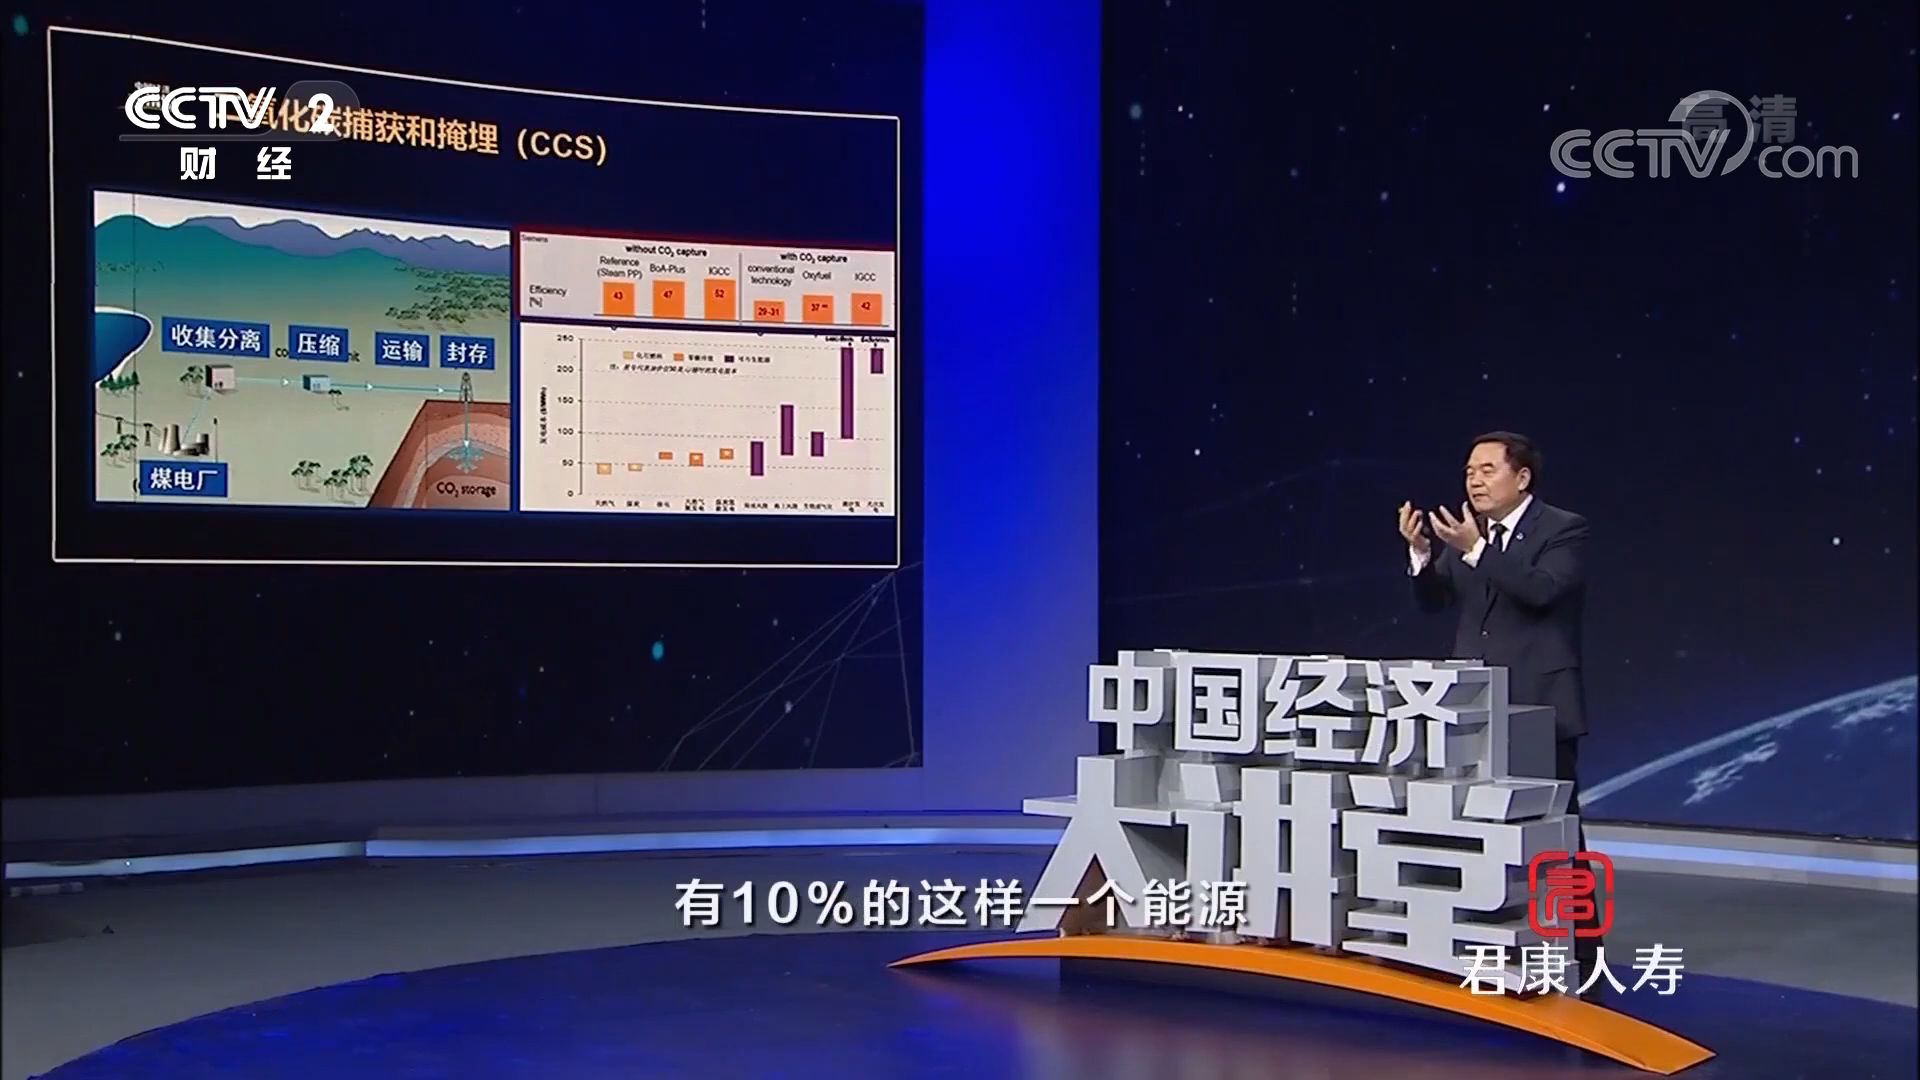 CCTV 2
财经
高清
CCTV.com
氧化碳捕获和掩埋（CCS）
收集分离
压缩
运输
封存
煤电厂
CO₂ storage
Siemens
without CO₂ capture
with CO₂ capture
Reference (Steam PP)
BoA-Plus
IGCC
conventional technology
Oxyfuel
IGCC
Efficiency [%]
43
47
52
29-31
37
42
250
200
150
100
50
0
中国经济
大讲堂
有10%的这样一个能源
君康人寿